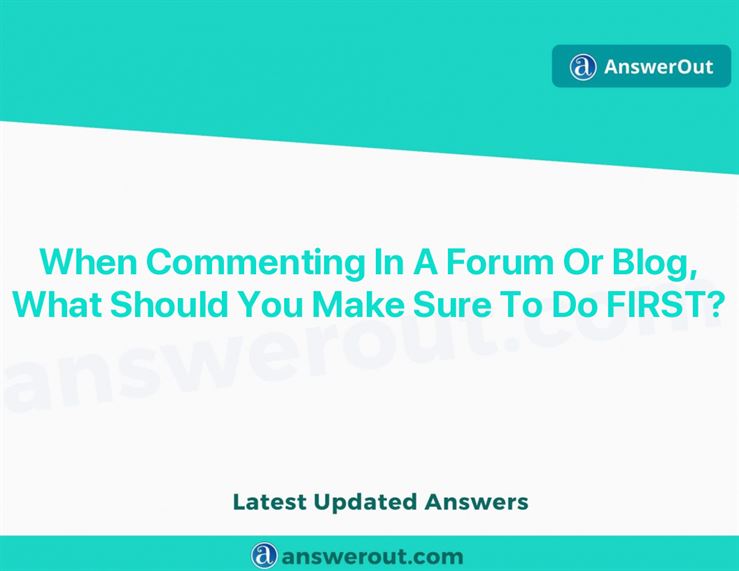 AnswerOut
When Commenting In A Forum Or Blog,
What Should You Make Sure To Do FIRST?
answerout.com
Latest Updated Answers
answerout.com